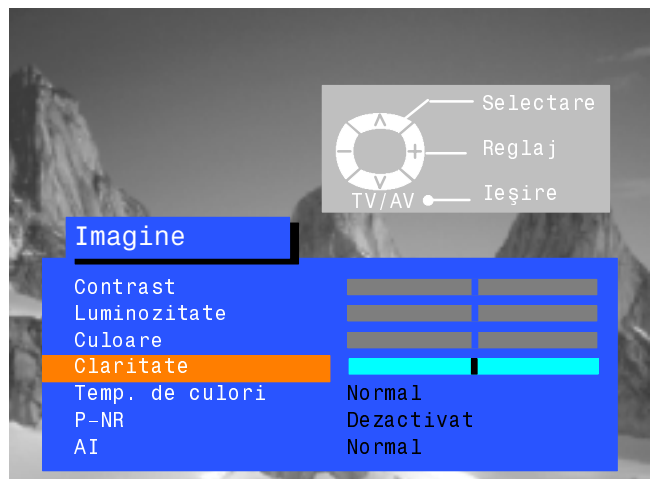 Selectare
Reglaj
Ieşire
TV/AV
Imagine
Contrast
Luminozitate
Culoare
Claritate
Temp. de culori Normal
P-NR Dezactivat
AI Normal